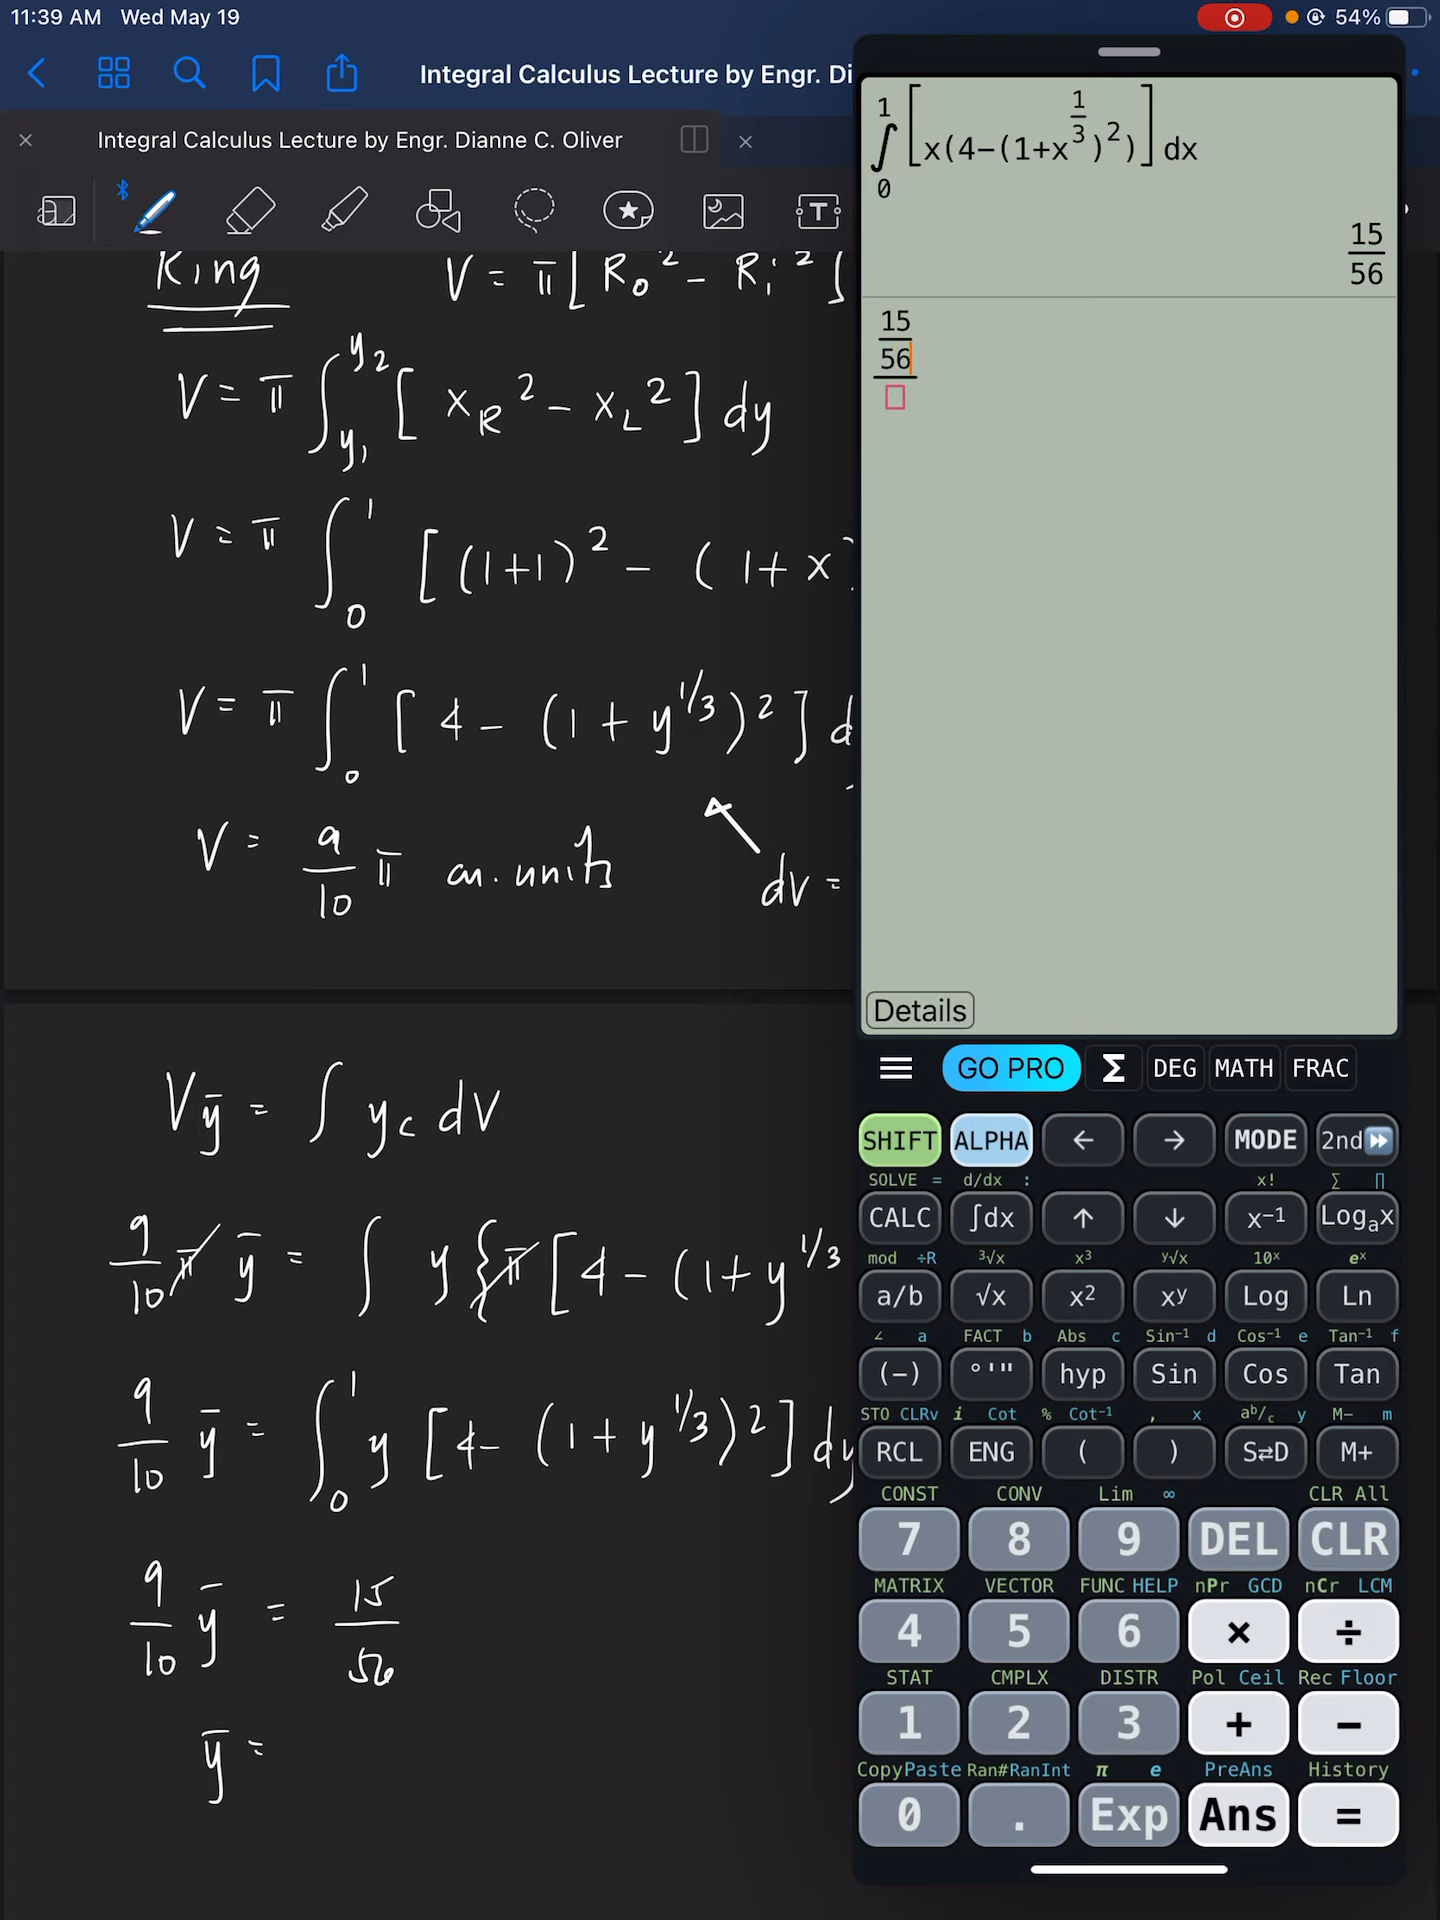 11:39 AM Wed May 19
54%
Integral Calculus Lecture by Engr. Di
Integral Calculus Lecture by Engr. Dianne C. Oliver
Ring V = π[ R₀² - Rᵢ² ]
V = π ∫_{y₁}^{y₂} [ x_R² - x_L² ] dy
V = π ∫₀¹ [(1+1)² - ( 1+ x
V = π ∫₀¹ [ 4 - (1 + y^{1/3})² ] d
V = 9/10 π cu. units
dV =
Vȳ = ∫ y_c dV
9/10 π ȳ = ∫ y {π [4 - (1+ y^{1/3}
9/10 ȳ = ∫₀¹ y [4- (1 + y^{1/3})²] dy
9/10 ȳ = 15/56
ȳ =
∫₀¹ [x(4-(1+x^{1/3})²)] dx
15/56
15/56
Details
GO PRO Σ DEG MATH FRAC
SHIFT ALPHA ← → MODE 2nd
SOLVE = d/dx : x! Σ ∏
CALC ∫dx ↑ ↓ x⁻¹ Logₐx
mod ÷R ³√x x³ ʸ√x 10ˣ eˣ
a/b √x x² xʸ Log Ln
∠ a FACT b Abs c Sin⁻¹ d Cos⁻¹ e Tan⁻¹ f
(−) °'" hyp Sin Cos Tan
STO CLRv i Cot % Cot⁻¹ , x aᵇ/c y M− m
RCL ENG ( ) S⇄D M+
CONST CONV Lim ∞ CLR All
7 8 9 DEL CLR
MATRIX VECTOR FUNC HELP nPr GCD nCr LCM
4 5 6 × ÷
STAT CMPLX DISTR Pol Ceil Rec Floor
1 2 3 + −
Copy Paste Ran# RanInt π e PreAns History
0 . Exp Ans =